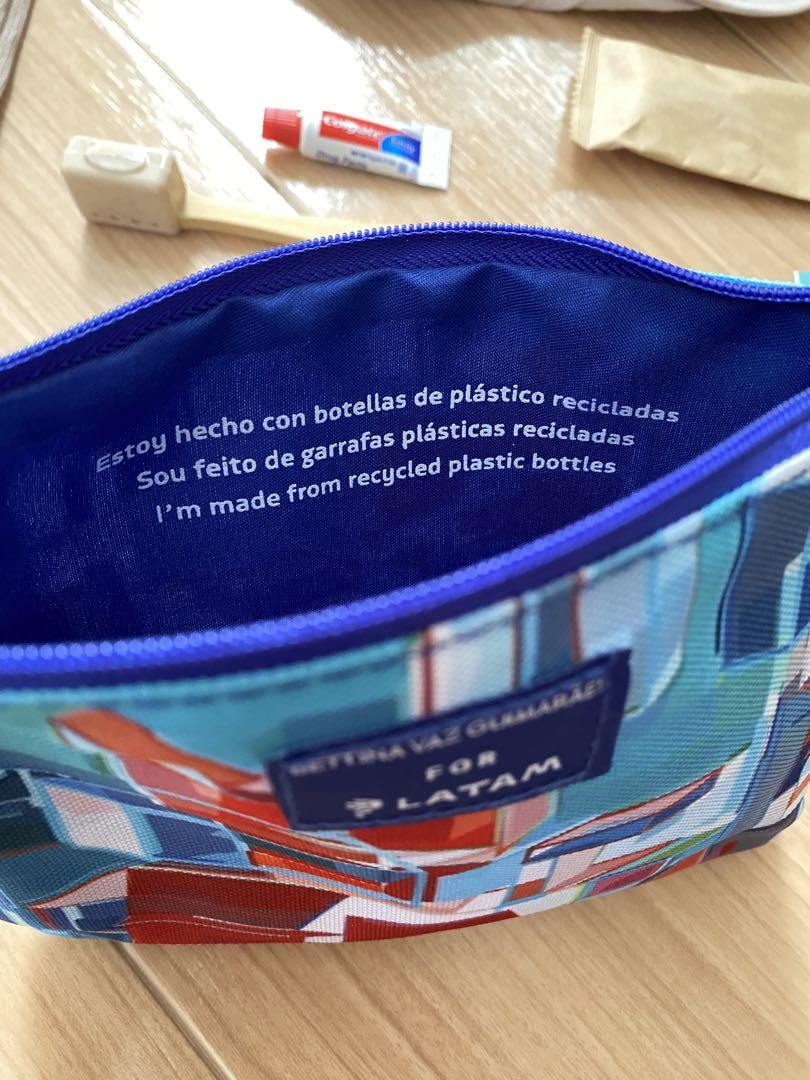 Colgate
Estoy hecho con botellas de plástico recicladas
Sou feito de garrafas plásticas recicladas
I'm made from recycled plastic bottles
BETTINA VAZ GUIMARÃES
FOR
LATAM